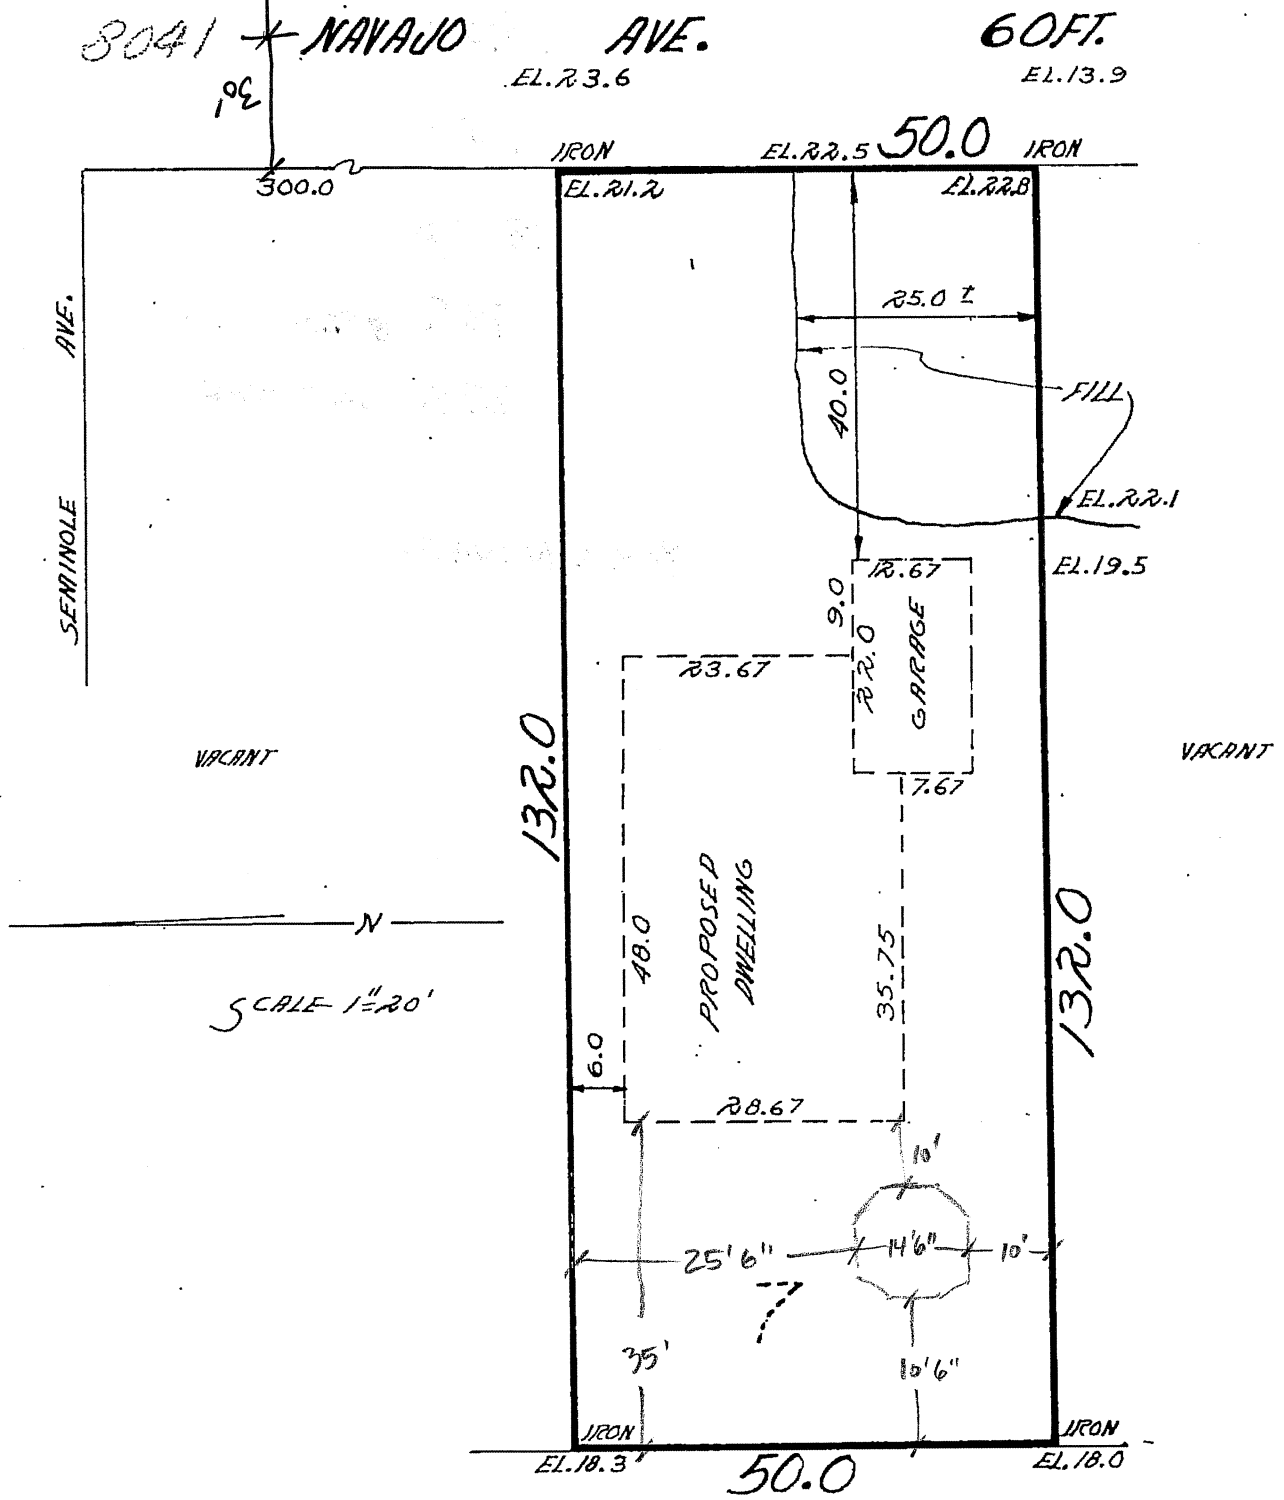 8041 NAVAJO AVE. 60FT.
30'
EL.23.6
EL.13.9
IRON
EL.22.5
50.0
IRON
300.0
EL.21.2
EL.22.8
SEMINOLE AVE.
25.0 ±
40.0
FILL
EL.22.1
EL.19.5
12.67
9.0
22.0
GARAGE
23.67
7.67
VACANT
132.0
VACANT
PROPOSED
DWELLING
48.0
35.75
132.0
N
SCALE 1"=20'
6.0
28.67
10'
25'6"
14'6"
10'
7
35'
10'6"
IRON
IRON
EL.18.3
50.0
EL.18.0